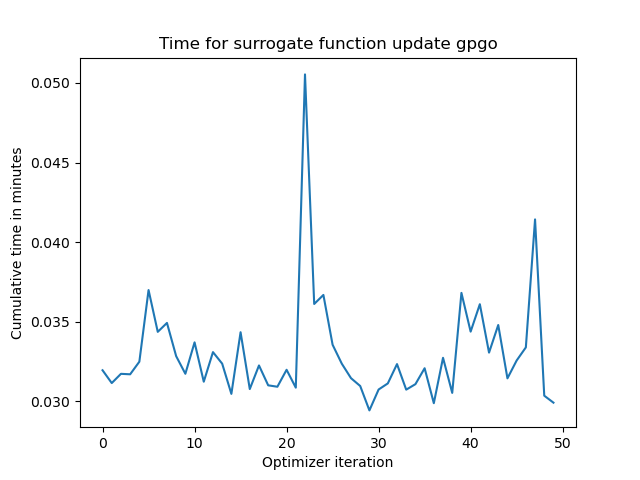 Time for surrogate function update gpgo
0.050
0.045
0.040
0.035
0.030
Cumulative time in minutes
0 10 20 30 40 50
Optimizer iteration